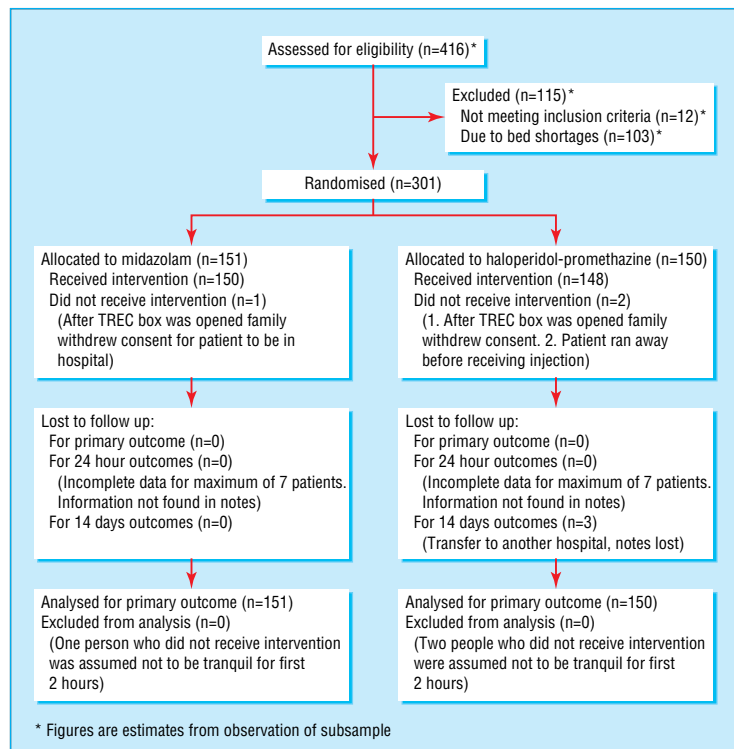 Assessed for eligibility (n=416)*
Excluded (n=115)*
Not meeting inclusion criteria (n=12)*
Due to bed shortages (n=103)*
Randomised (n=301)
Allocated to midazolam (n=151)
Received intervention (n=150)
Did not receive intervention (n=1)
(After TREC box was opened family
withdrew consent for patient to be in
hospital)
Allocated to haloperidol-promethazine (n=150)
Received intervention (n=148)
Did not receive intervention (n=2)
(1. After TREC box was opened family
withdrew consent. 2. Patient ran away
before receiving injection)
Lost to follow up:
For primary outcome (n=0)
For 24 hour outcomes (n=0)
(Incomplete data for maximum of 7 patients.
Information not found in notes)
For 14 days outcomes (n=0)
Lost to follow up:
For primary outcome (n=0)
For 24 hour outcomes (n=0)
(Incomplete data for maximum of 7 patients.
Information not found in notes)
For 14 days outcomes (n=3)
(Transfer to another hospital, notes lost)
Analysed for primary outcome (n=151)
Excluded from analysis (n=0)
(One person who did not receive intervention
was assumed not to be tranquil for first
2 hours)
Analysed for primary outcome (n=150)
Excluded from analysis (n=0)
(Two people who did not receive intervention
were assumed not to be tranquil for first
2 hours)
* Figures are estimates from observation of subsample